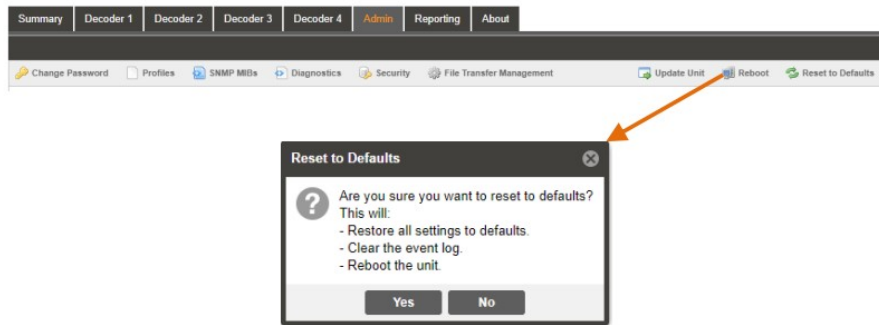 Summary Decoder 1 Decoder 2 Decoder 3 Decoder 4 Admin Reporting About
Change Password Profiles SNMP MIBs Diagnostics Security File Transfer Management Update Unit Reboot Reset to Defaults
Reset to Defaults
Are you sure you want to reset to defaults?
This will:
- Restore all settings to defaults.
- Clear the event log.
- Reboot the unit.
Yes No